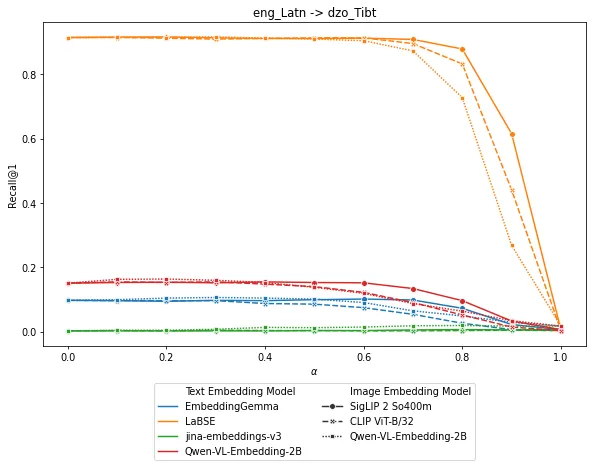 eng_Latn -> dzo_Tibt
Recall@1
0.8
0.6
0.4
0.2
0.0
0.0 0.2 0.4 0.6 0.8 1.0
α
Text Embedding Model
EmbeddingGemma
LaBSE
jina-embeddings-v3
Qwen-VL-Embedding-2B
Image Embedding Model
SigLIP 2 So400m
CLIP ViT-B/32
Qwen-VL-Embedding-2B